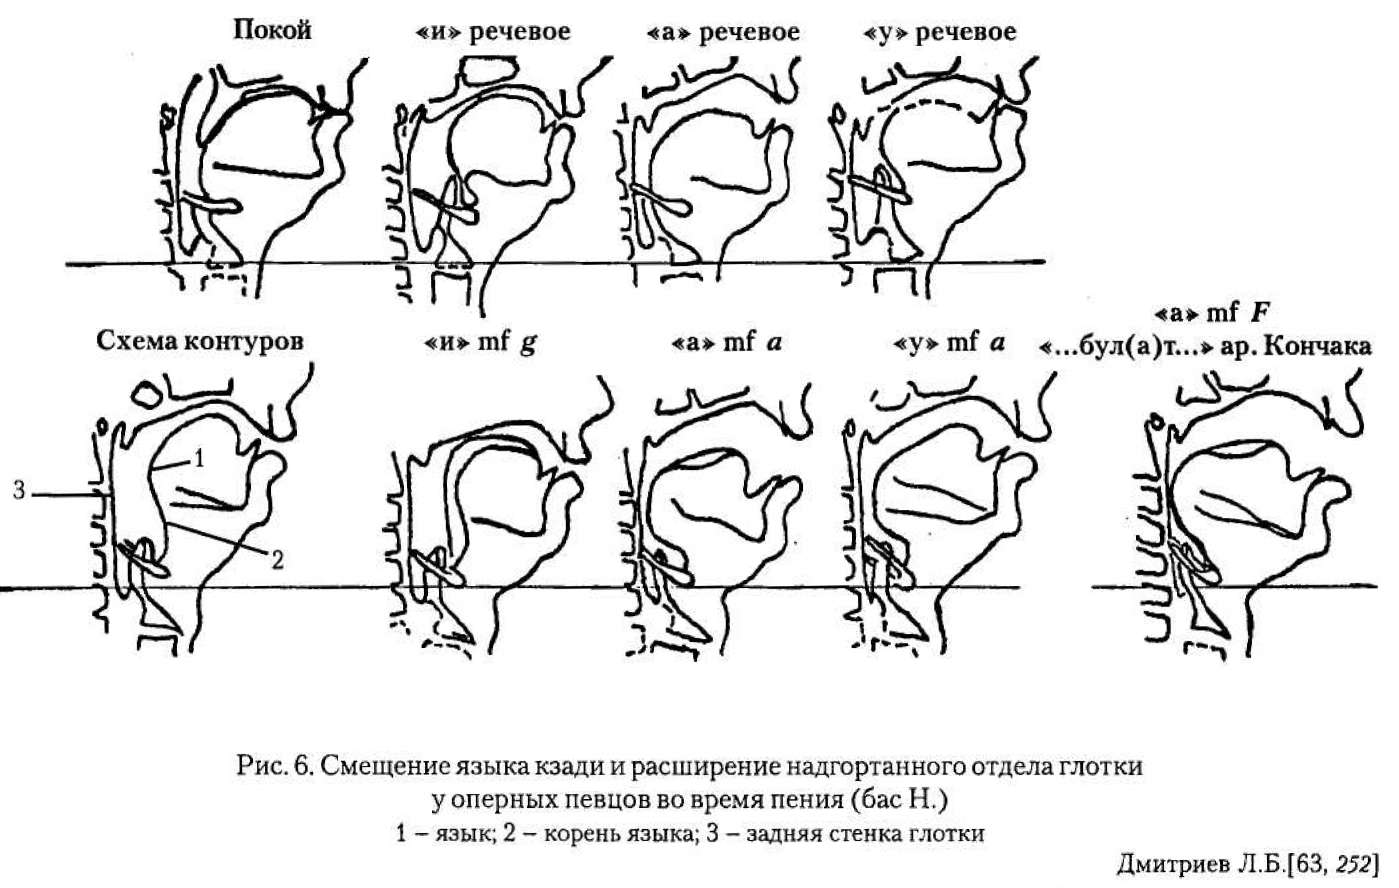 Покой
«и» речевое
«а» речевое
«у» речевое
Схема контуров
«и» mf g
«а» mf a
«у» mf a
«а» mf F
«...бул(а)т...» ар. Кончака
1
2
3
Рис. 6. Смещение языка кзади и расширение надгортанного отдела глотки
у оперных певцов во время пения (бас Н.)
1 – язык; 2 – корень языка; 3 – задняя стенка глотки
Дмитриев Л.Б.[63, 252]